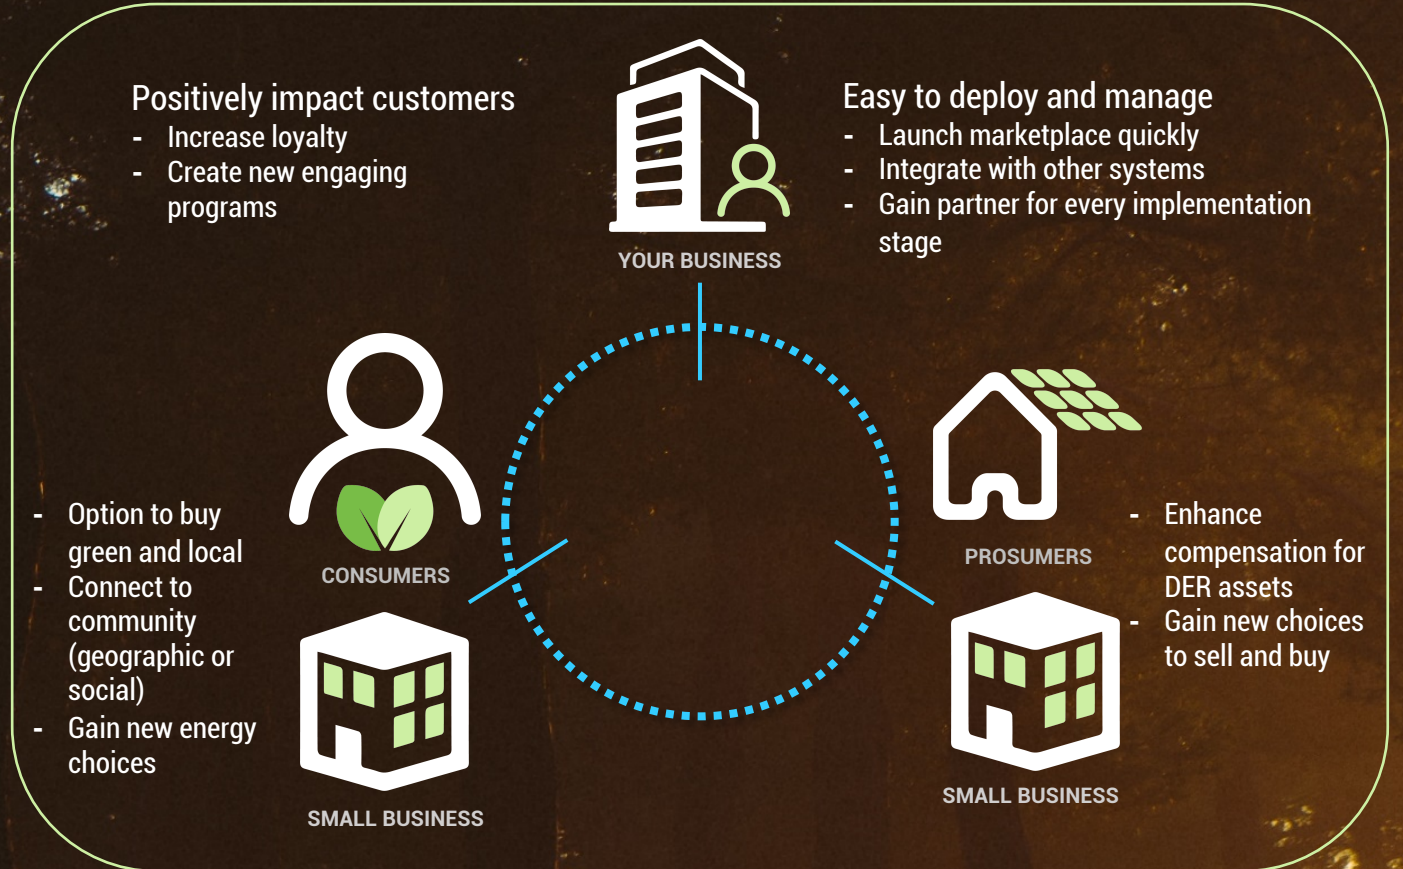 Positively impact customers
- Increase loyalty
- Create new engaging
programs
Easy to deploy and manage
- Launch marketplace quickly
- Integrate with other systems
- Gain partner for every implementation
stage
YOUR BUSINESS
- Option to buy
green and local
- Connect to
community
(geographic or
social)
- Gain new energy
choices
CONSUMERS
SMALL BUSINESS
PROSUMERS
- Enhance
compensation for
DER assets
- Gain new choices
to sell and buy
SMALL BUSINESS